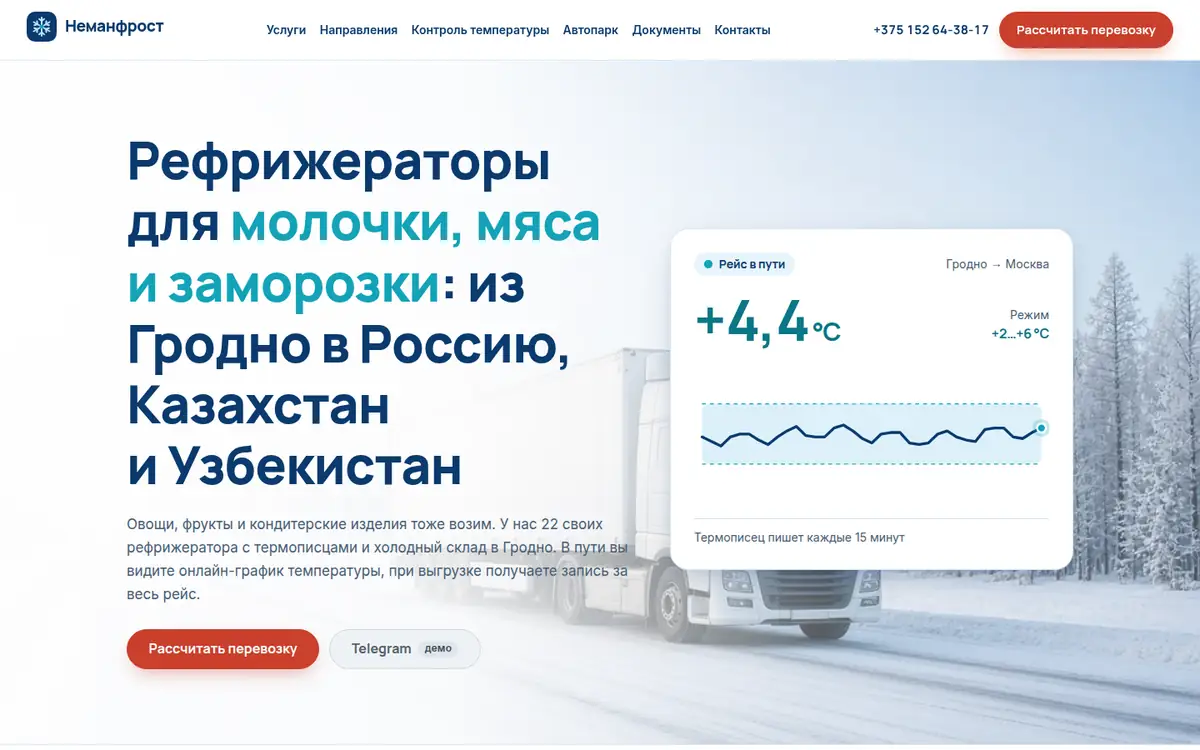 Неманфрост
Услуги Направления Контроль температуры Автопарк Документы Контакты
+375 152 64-38-17
Рассчитать перевозку
Рефрижераторы
для молочки, мяса
и заморозки: из
Гродно в Россию,
Казахстан
и Узбекистан
Овощи, фрукты и кондитерские изделия тоже возим. У нас 22 своих
рефрижератора с термописцами и холодный склад в Гродно. В пути вы
видите онлайн-график температуры, при выгрузке получаете запись за
весь рейс.
Рассчитать перевозку
Telegram демо
Рейс в пути
Гродно → Москва
+4,4 °C
Режим
+2…+6 °C
Термописец пишет каждые 15 минут